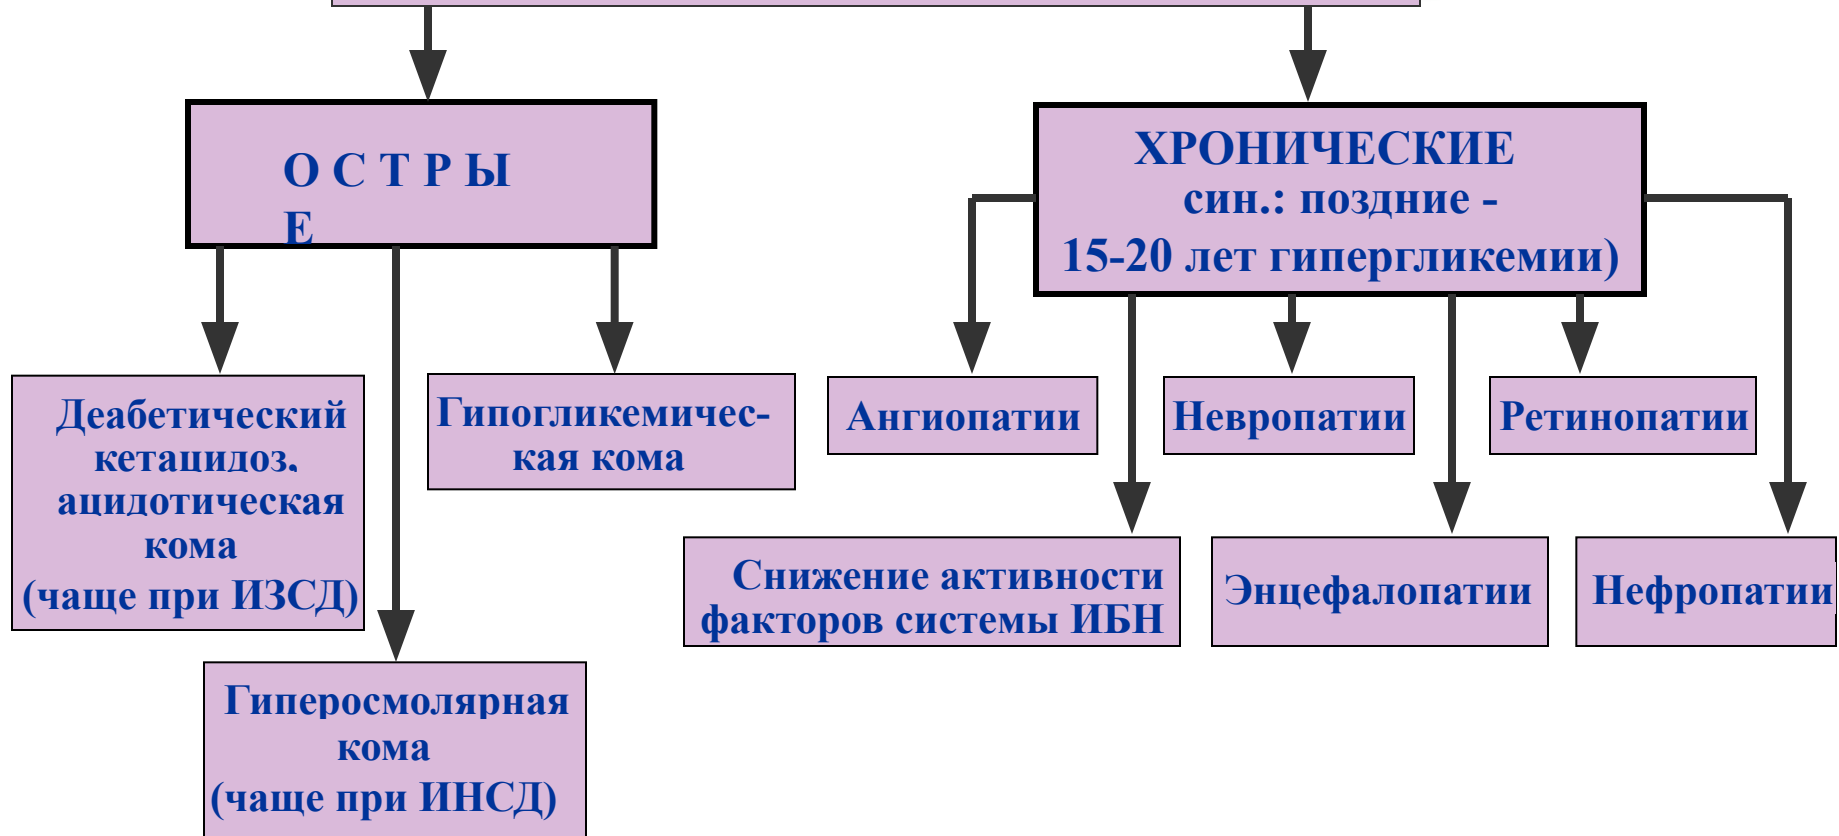 О С Т Р Ы
Е
ХРОНИЧЕСКИЕ
син.: поздние -
15-20 лет гипергликемии)
Деабетический
кетацидоз,
ацидотическая
кома
(чаще при ИЗСД)
Гипогликемичес-
кая кома
Ангиопатии
Невропатии
Ретинопатии
Снижение активности
факторов системы ИБН
Энцефалопатии
Нефропатии
Гиперосмолярная
кома
(чаще при ИНСД)